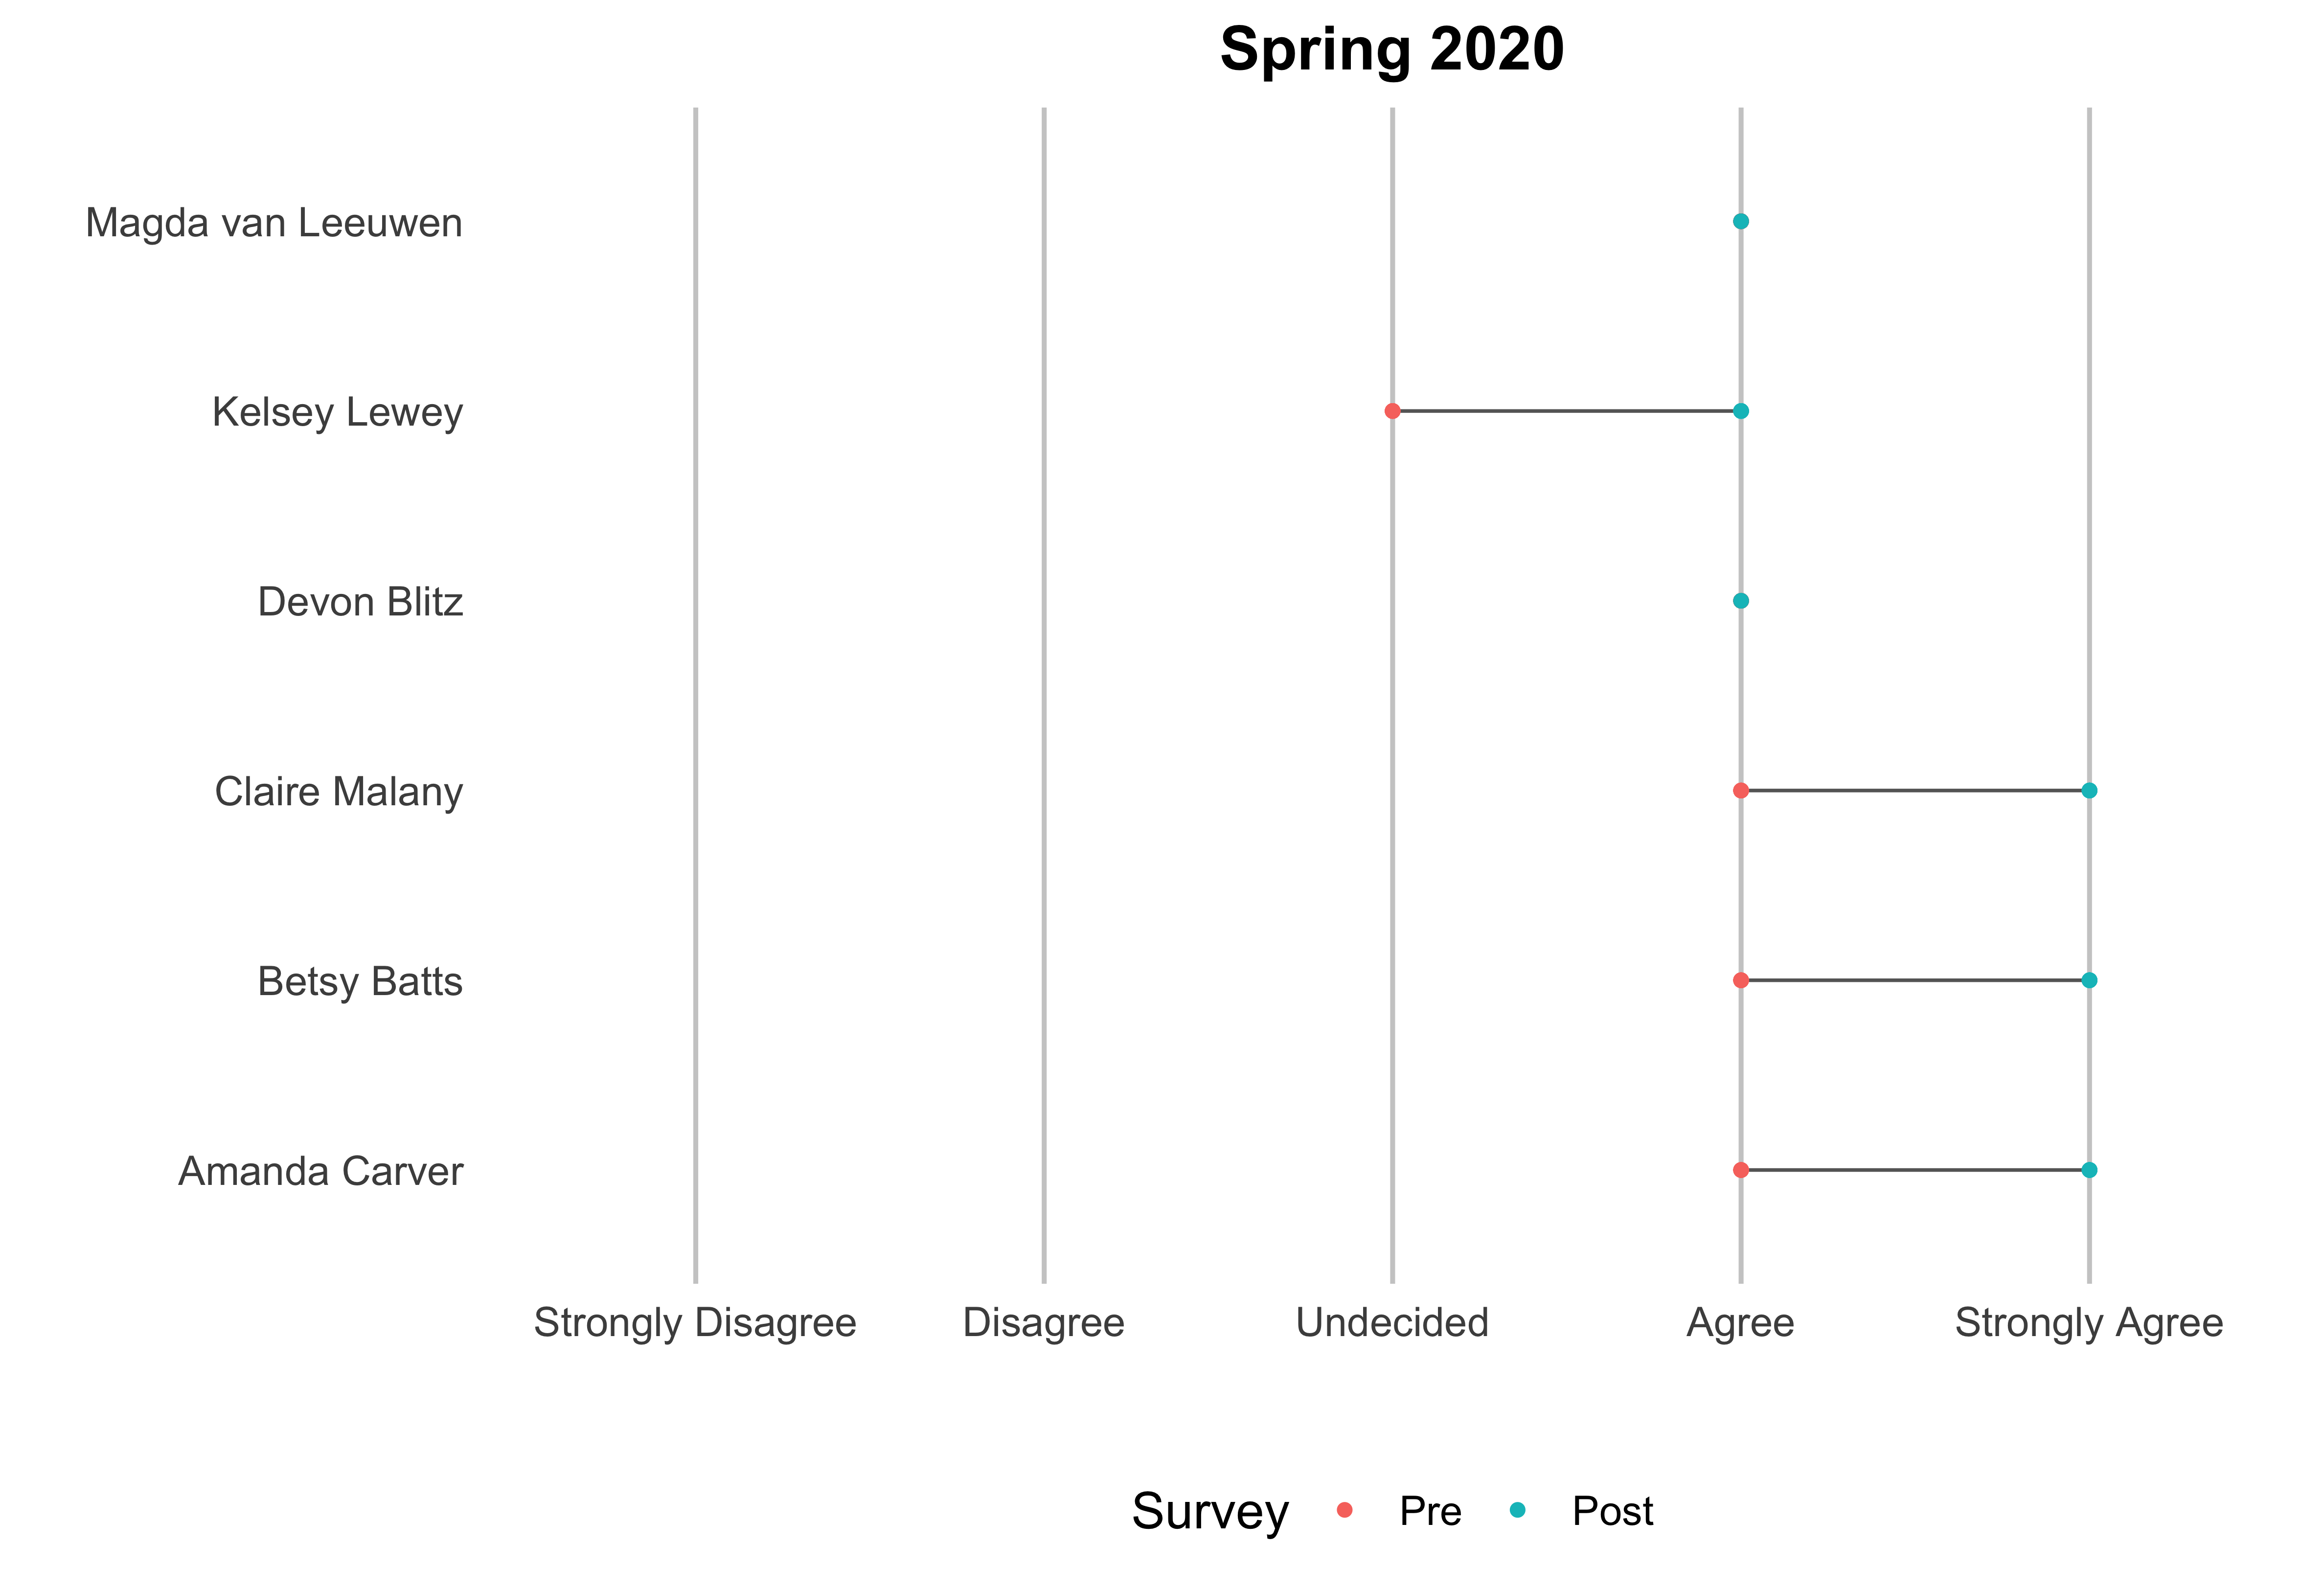 Spring 2020
Magda van Leeuwen
Kelsey Lewey
Devon Blitz
Claire Malany
Betsy Batts
Amanda Carver
Strongly Disagree Disagree Undecided Agree Strongly Agree
Survey Pre Post